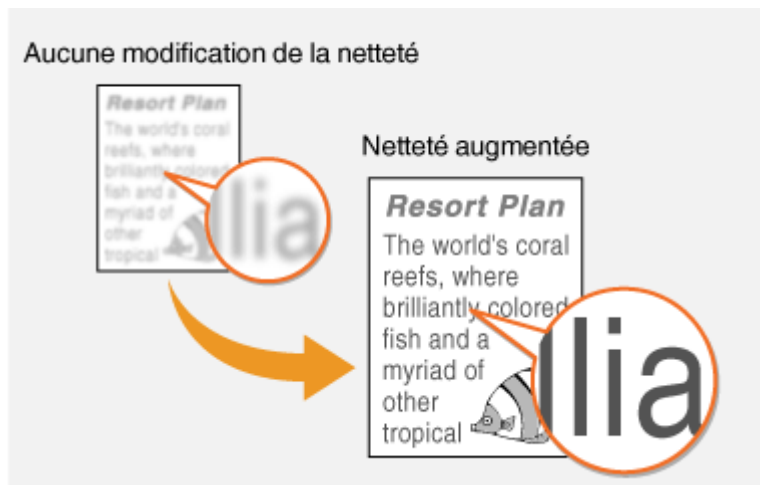 Aucune modification de la netteté
Resort Plan
The world's coral
reefs, where
brilliantly colored
fish and a
myriad of
other
tropical
llia
Netteté augmentée
Resort Plan
The world's coral
reefs, where
brilliantly colored
fish and a
myriad of
other
tropical
llia